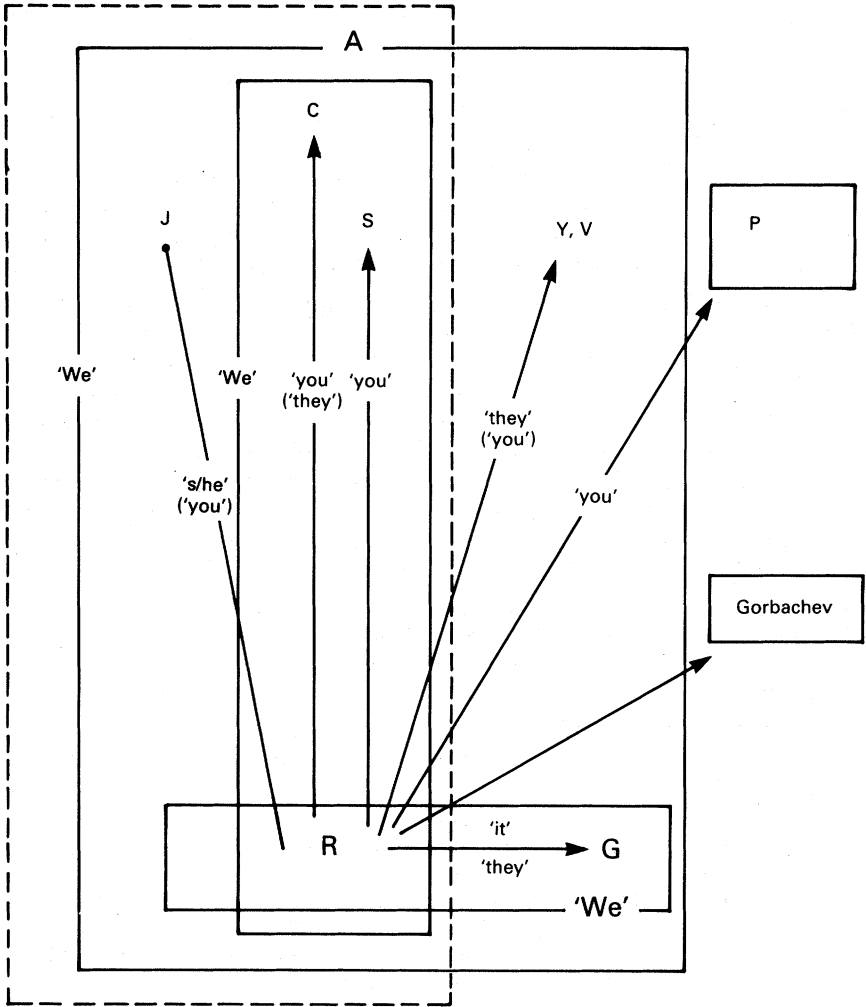 A
C
J
S
Y, V
P
‘We’
‘We’
‘you’
(‘they’)
‘you’
‘they’
(‘you’)
‘s/he’
(‘you’)
‘you’
Gorbachev
R
‘it’
‘they’
G
‘We’